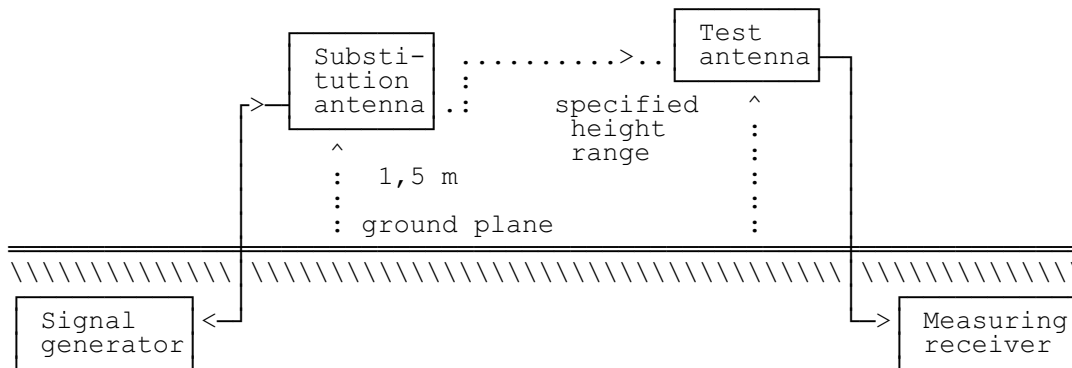 Substi-
tution
antenna
Test
antenna
specified
height
range
1,5 m
ground plane
Signal
generator
Measuring
receiver